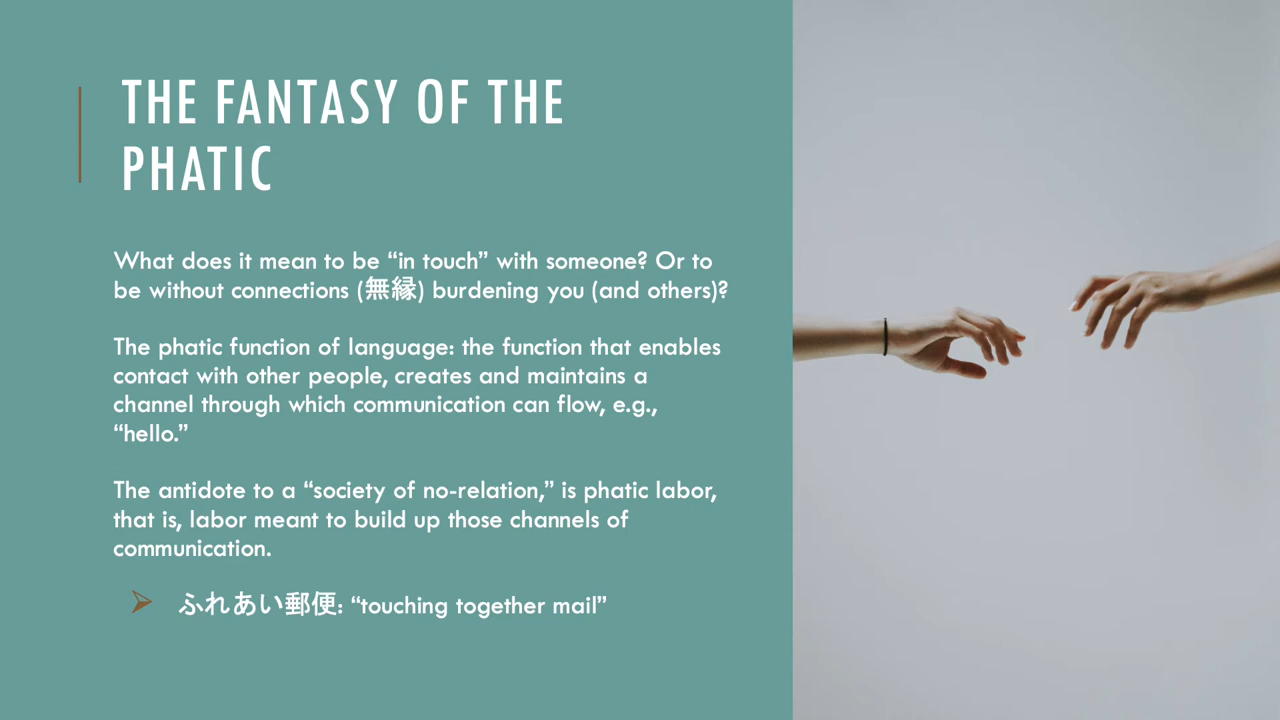 THE FANTASY OF THE
PHATIC
What does it mean to be “in touch” with someone? Or to
be without connections (無縁) burdening you (and others)?
The phatic function of language: the function that enables
contact with other people, creates and maintains a
channel through which communication can flow, e.g.,
“hello.”
The antidote to a “society of no-relation,” is phatic labor,
that is, labor meant to build up those channels of
communication.
ふれあい郵便: “touching together mail”